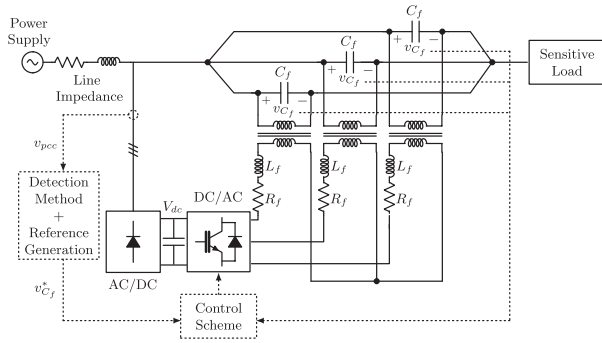 Power
Supply
Line
Impedance
C_f
+ −
v_{C_f}
C_f
+ −
v_{C_f}
C_f
+ −
v_{C_f}
Sensitive
Load
v_{pcc}
L_f
L_f
L_f
R_f
R_f
R_f
Detection
Method
+
Reference
Generation
V_{dc}
DC/AC
AC/DC
v^*_{C_f}
Control
Scheme